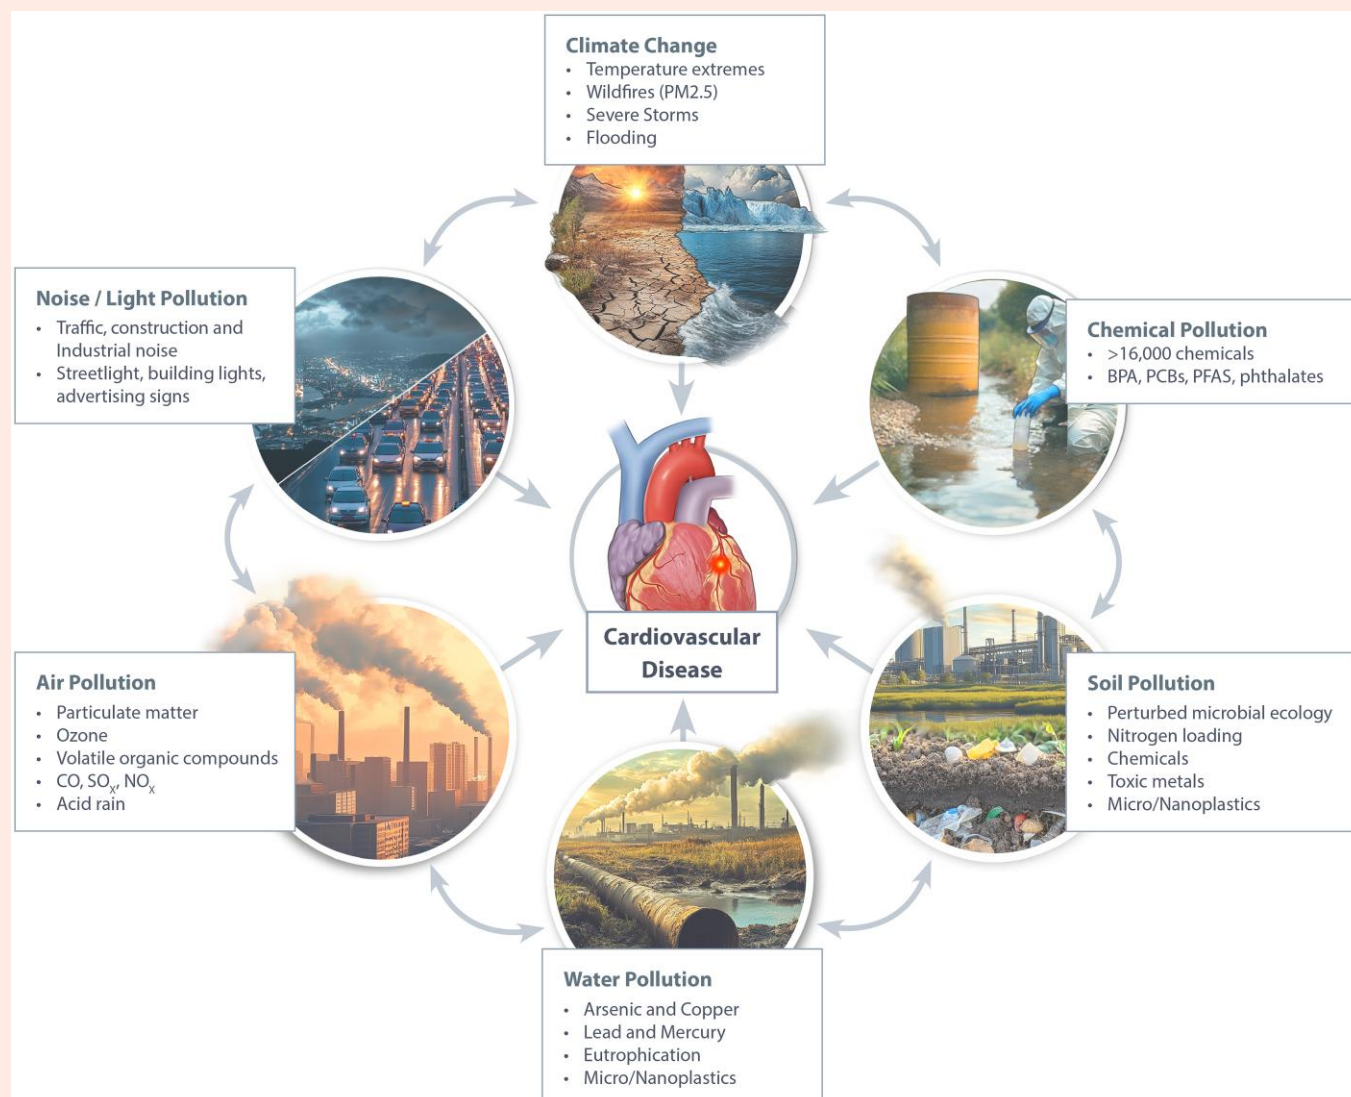 Climate Change
• Temperature extremes
• Wildfires (PM2.5)
• Severe Storms
• Flooding
Noise / Light Pollution
• Traffic, construction and
Industrial noise
• Streetlight, building lights,
advertising signs
Chemical Pollution
• >16,000 chemicals
• BPA, PCBs, PFAS, phthalates
Cardiovascular
Disease
Air Pollution
• Particulate matter
• Ozone
• Volatile organic compounds
• CO, SOₓ, NOₓ
• Acid rain
Soil Pollution
• Perturbed microbial ecology
• Nitrogen loading
• Chemicals
• Toxic metals
• Micro/Nanoplastics
Water Pollution
• Arsenic and Copper
• Lead and Mercury
• Eutrophication
• Micro/Nanoplastics